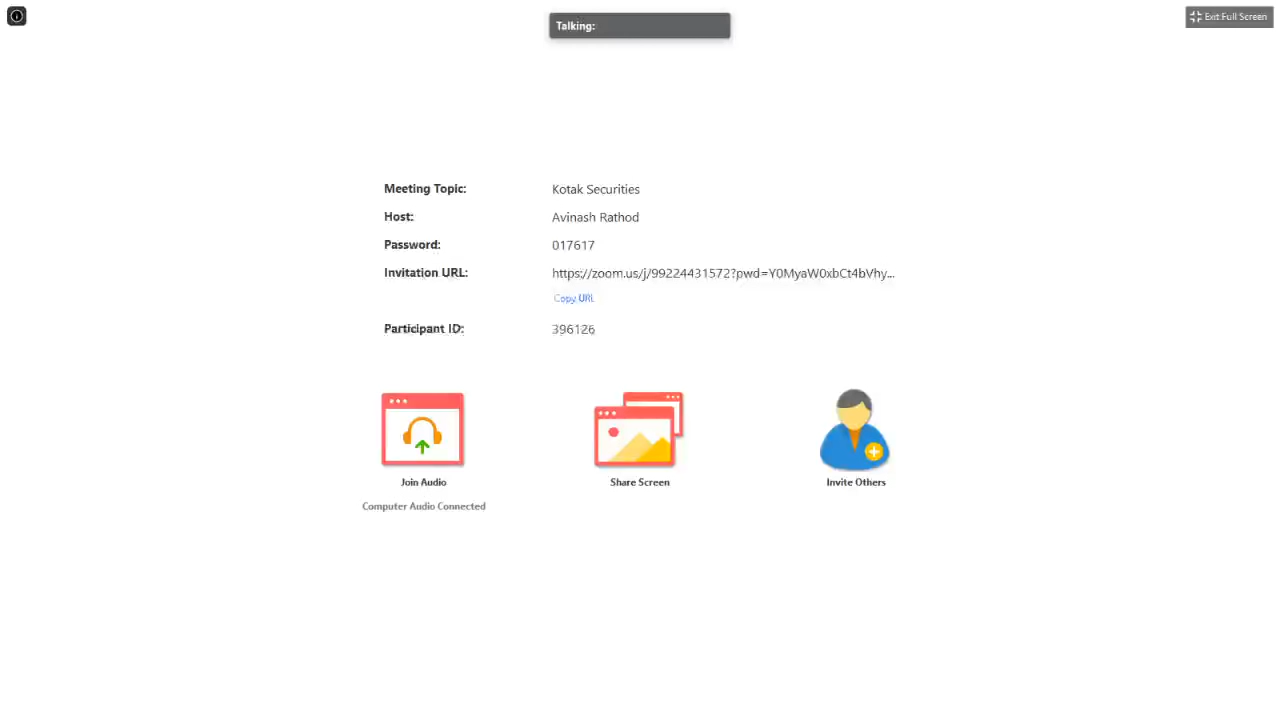 Talking:
Exit Full Screen
Meeting Topic: Kotak Securities
Host: Avinash Rathod
Password: 017617
Invitation URL: https://zoom.us/j/99224431572?pwd=Y0MyaW0xbCt4bVhy...
Copy URL
Participant ID: 396126
Join Audio Share Screen Invite Others
Computer Audio Connected